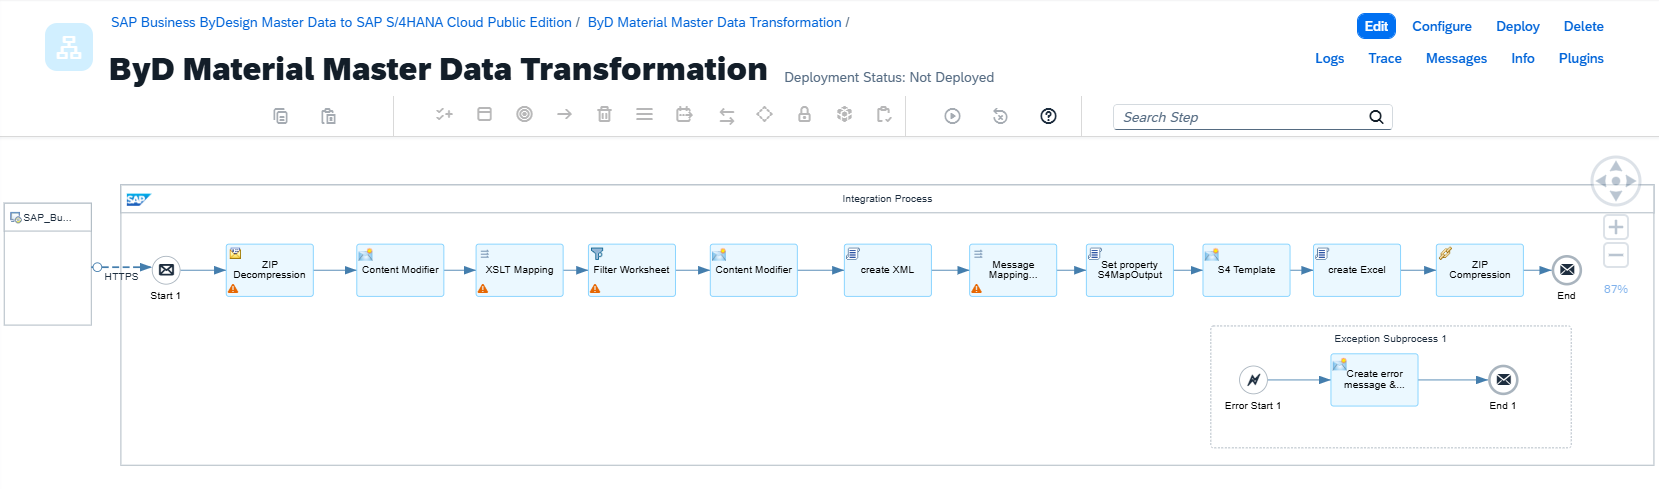 SAP Business ByDesign Master Data to SAP S/4HANA Cloud Public Edition / ByD Material Master Data Transformation /
ByD Material Master Data Transformation
Deployment Status: Not Deployed
Edit Configure Deploy Delete
Logs Trace Messages Info Plugins
Search Step
SAP
Integration Process
SAP_Bu...
HTTPS
Start 1
ZIP
Decompression
Content Modifier
XSLT Mapping
Filter Worksheet
Content Modifier
create XML
Message
Mapping...
Set property
S4MapOutput
S4 Template
create Excel
ZIP
Compression
End
87%
Exception Subprocess 1
Error Start 1
Create error
message &...
End 1